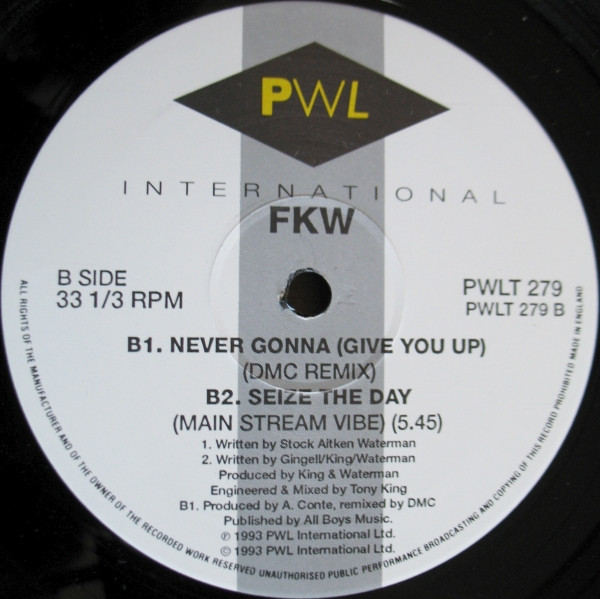 PWL
INTERNATIONAL
FKW
B SIDE
33 1/3 RPM
PWLT 279
PWLT 279 B
B1. NEVER GONNA (GIVE YOU UP)
(DMC REMIX)
B2. SEIZE THE DAY
(MAIN STREAM VIBE) (5.45)
1. Written by Stock Aitken Waterman
2. Written by Gingell/King/Waterman
Produced by King & Waterman
Engineered & Mixed by Tony King
B1. Produced by A. Conte, remixed by DMC
Published by All Boys Music.
℗ 1993 PWL International Ltd.
© 1993 PWL International Ltd.
ALL RIGHTS OF THE MANUFACTURER AND OF THE OWNER OF THE RECORDED WORK RESERVED UNAUTHORISED PUBLIC PERFORMANCE BROADCASTING AND COPYING OF THIS RECORD PROHIBITED MADE IN ENGLAND